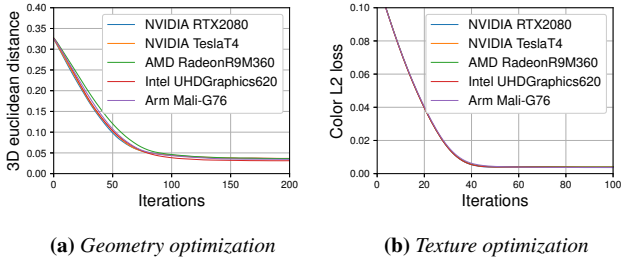 3D euclidean distance
0.40
0.35
0.30
0.25
0.20
0.15
0.10
0.05
0.00
NVIDIA RTX2080
NVIDIA TeslaT4
AMD RadeonR9M360
Intel UHDGraphics620
Arm Mali-G76
0 50 100 150 200
Iterations
(a) Geometry optimization
Color L2 loss
0.10
0.08
0.06
0.04
0.02
0.00
NVIDIA RTX2080
NVIDIA TeslaT4
AMD RadeonR9M360
Intel UHDGraphics620
Arm Mali-G76
0 20 40 60 80 100
Iterations
(b) Texture optimization